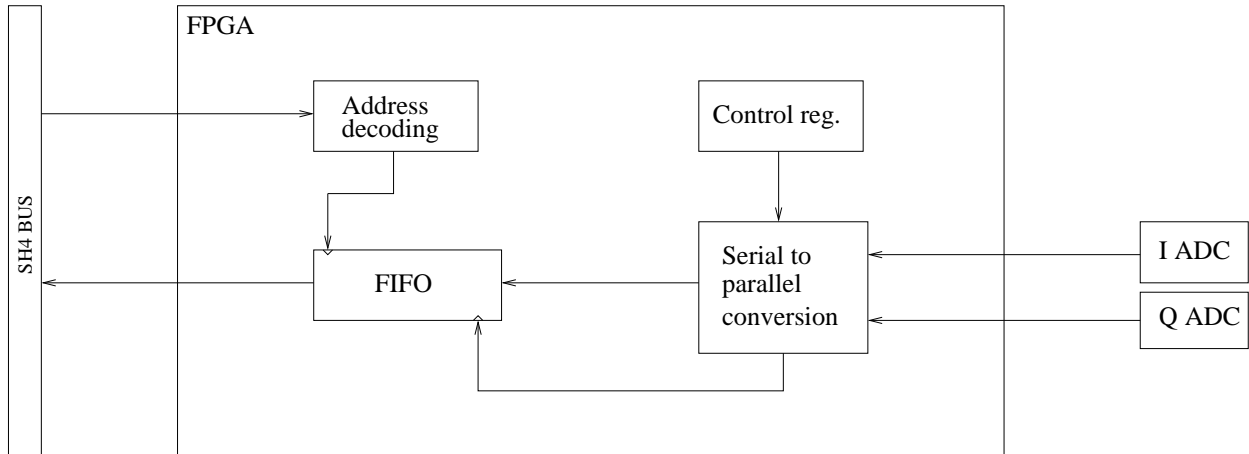 FPGA
Address
decoding
Control reg.
SH4 BUS
FIFO
Serial to
parallel
conversion
I ADC
Q ADC